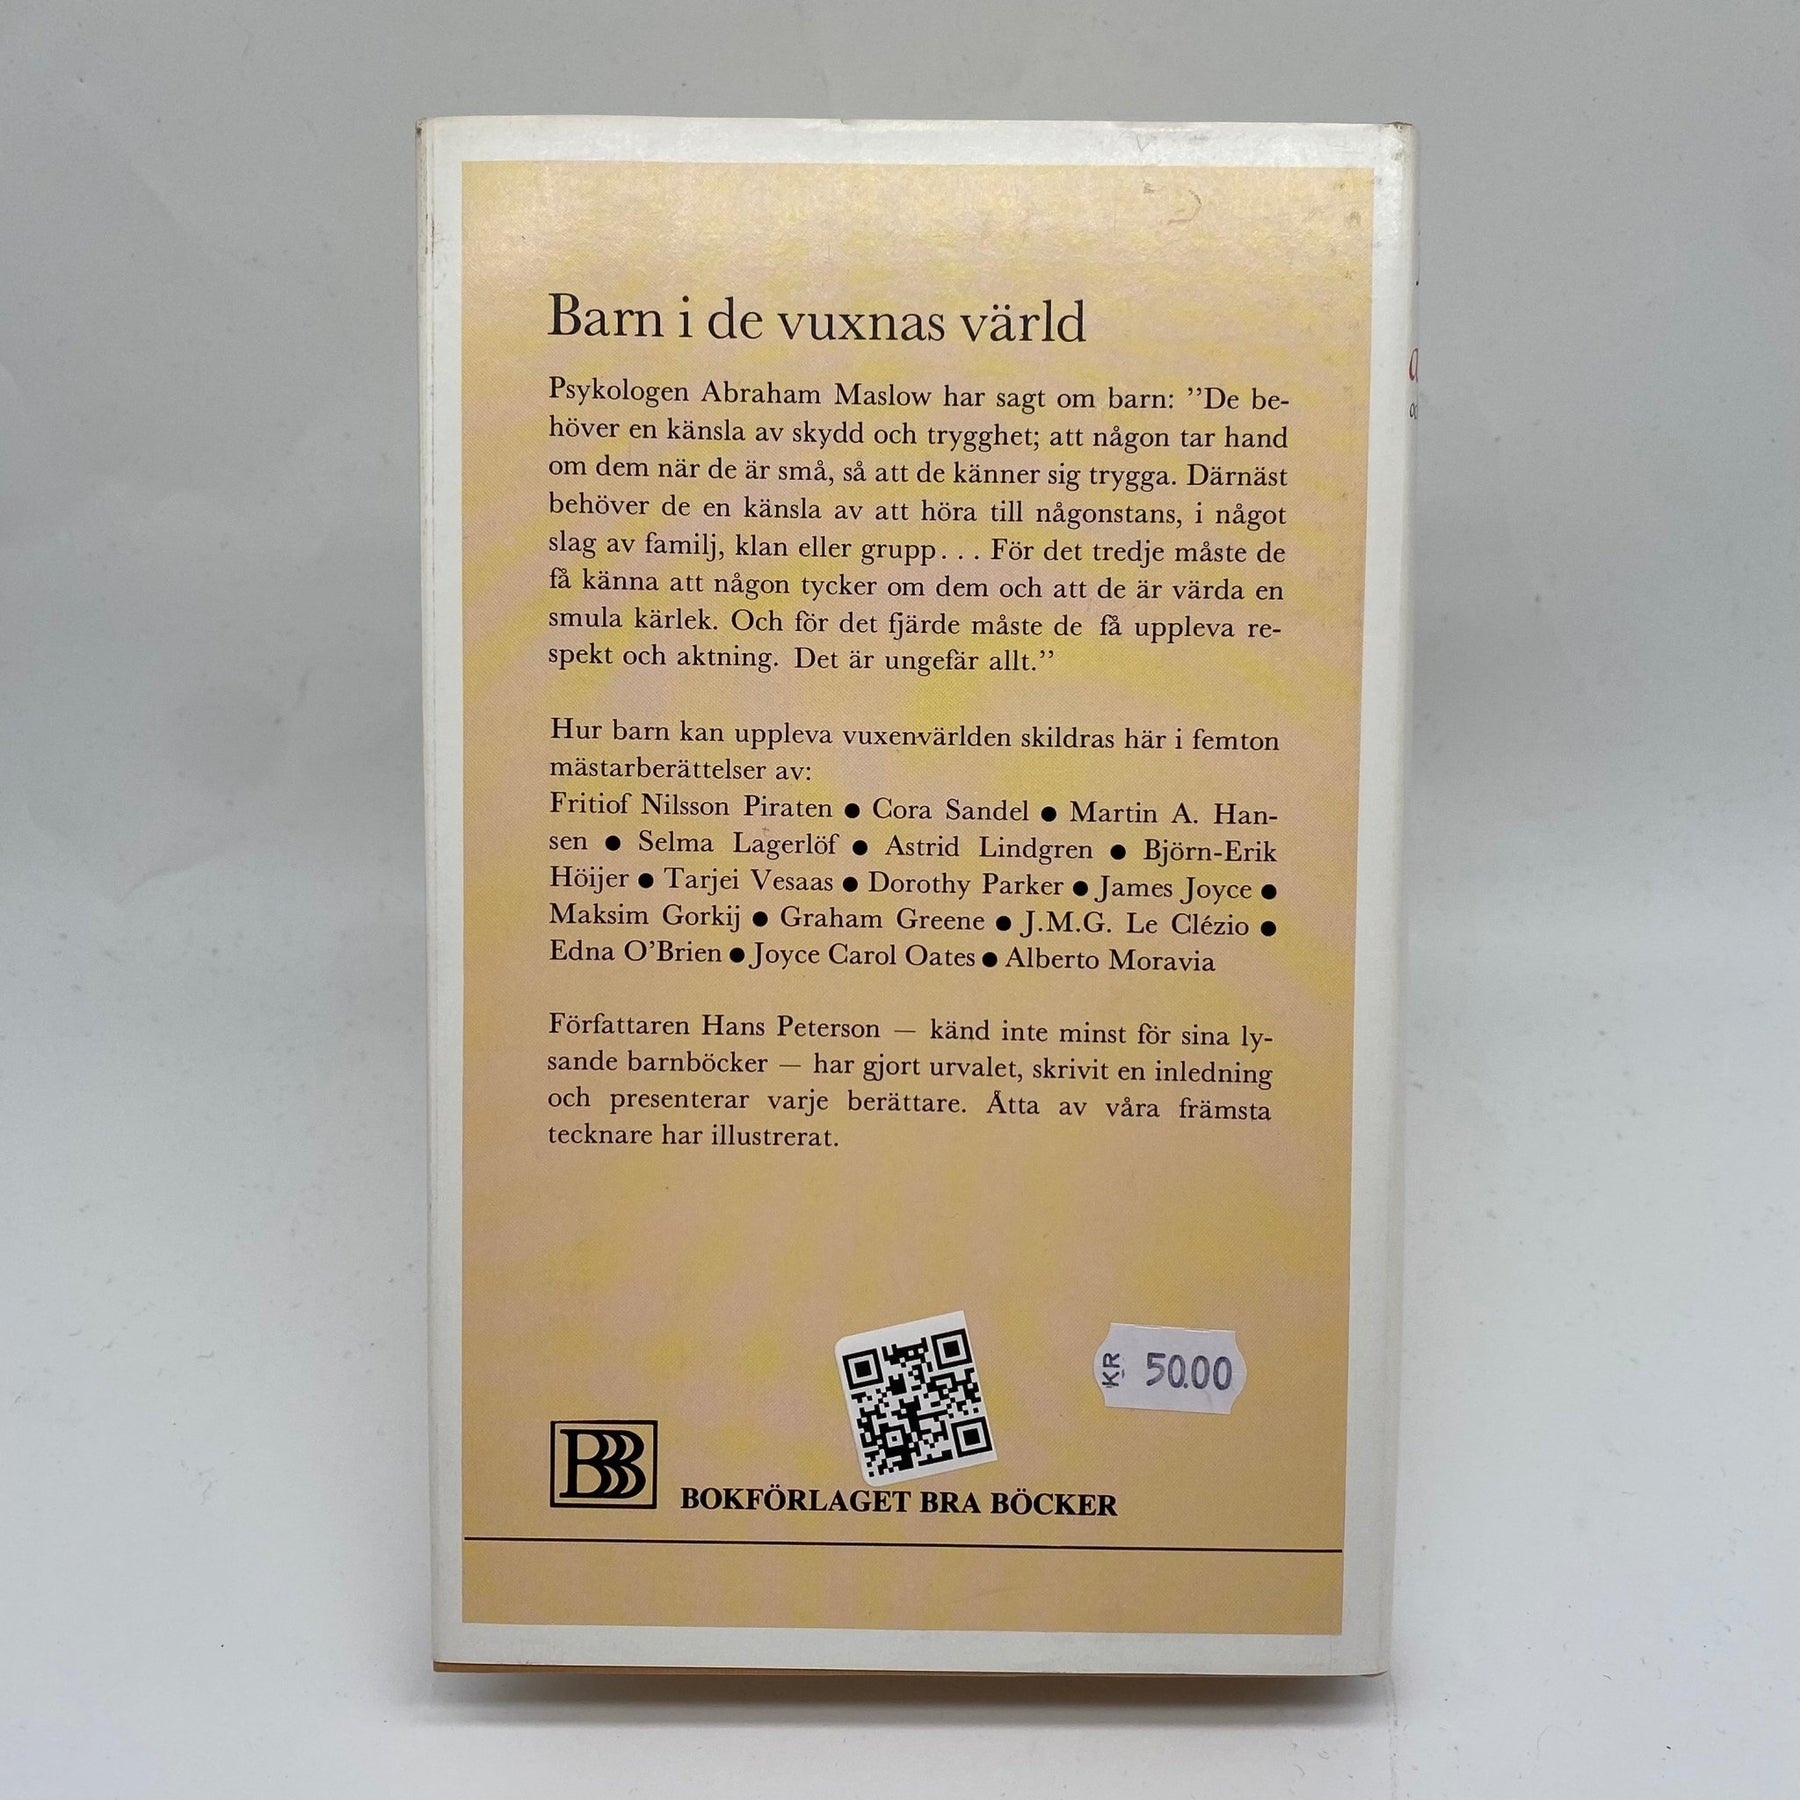 Barn i de vuxnas värld
Psykologen Abraham Maslow har sagt om barn: ”De be-
höver en känsla av skydd och trygghet; att någon tar hand
om dem när de är små, så att de känner sig trygga. Därnäst
behöver de en känsla av att höra till någonstans, i något
slag av familj, klan eller grupp. . . För det tredje måste de
få känna att någon tycker om dem och att de är värda en
smula kärlek. Och för det fjärde måste de få uppleva re-
spekt och aktning. Det är ungefär allt.”
Hur barn kan uppleva vuxenvärlden skildras här i femton
mästarberättelser av:
Fritiof Nilsson Piraten ● Cora Sandel ● Martin A. Han-
sen ● Selma Lagerlöf ● Astrid Lindgren ● Björn-Erik
Höijer ● Tarjei Vesaas ● Dorothy Parker ● James Joyce ●
Maksim Gorkij ● Graham Greene ● J.M.G. Le Clézio ●
Edna O’Brien ● Joyce Carol Oates ● Alberto Moravia
Författaren Hans Peterson — känd inte minst för sina ly-
sande barnböcker — har gjort urvalet, skrivit en inledning
och presenterar varje berättare. Åtta av våra främsta
tecknare har illustrerat.
KR 50.00
BBB
BOKFÖRLAGET BRA BÖCKER